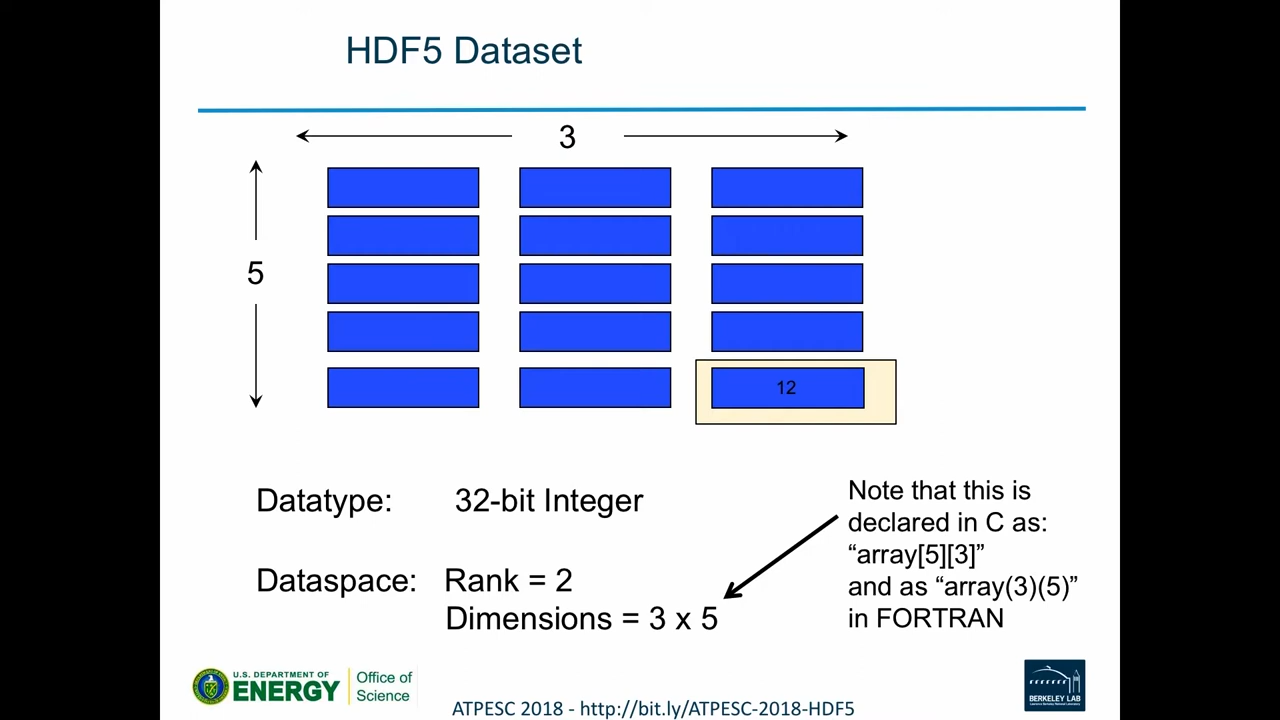 HDF5 Dataset
3
5
12
Datatype: 32-bit Integer
Dataspace: Rank = 2
Dimensions = 3 x 5
Note that this is
declared in C as:
“array[5][3]”
and as “array(3)(5)”
in FORTRAN
U.S. DEPARTMENT OF
ENERGY
Office of
Science
ATPESC 2018 - http://bit.ly/ATPESC-2018-HDF5
BERKELEY LAB